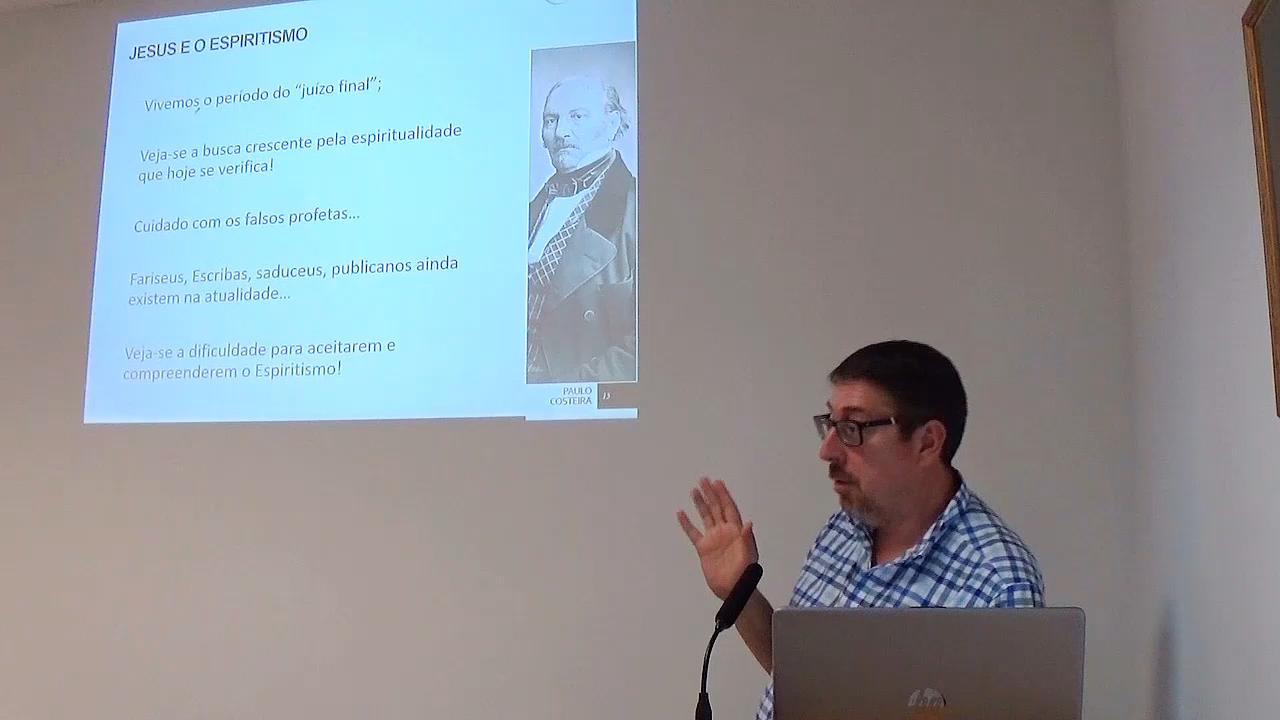 JESUS E O ESPIRITISMO
Vivemos o período do “juízo final”;
Veja-se a busca crescente pela espiritualidade
que hoje se verifica!
Cuidado com os falsos profetas...
Fariseus, Escribas, saduceus, publicanos ainda
existem na atualidade...
Veja-se a dificuldade para aceitarem e
compreenderem o Espiritismo!
PAULO
COSTEIRA
13
hp